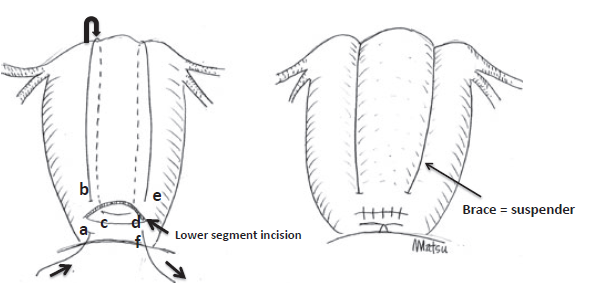 b
e
a
c
d
f
Lower segment incision
Brace = suspender
Matsu